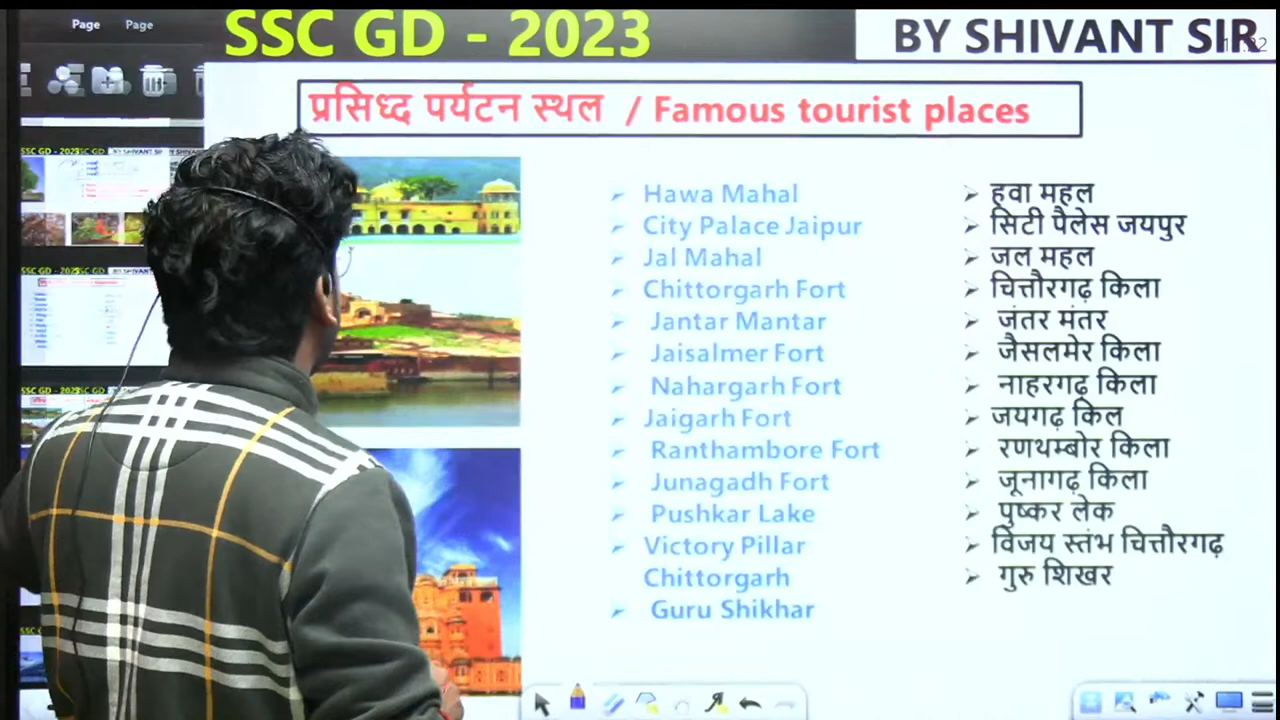 Page Page
SSC GD - 2023
BY SHIVANT SIR
प्रसिध्द पर्यटन स्थल / Famous tourist places
Hawa Mahal
City Palace Jaipur
Jal Mahal
Chittorgarh Fort
Jantar Mantar
Jaisalmer Fort
Nahargarh Fort
Jaigarh Fort
Ranthambore Fort
Junagadh Fort
Pushkar Lake
Victory Pillar
Chittorgarh
Guru Shikhar
हवा महल
सिटी पैलेस जयपुर
जल महल
चित्तौरगढ़ किला
जंतर मंतर
जैसलमेर किला
नाहरगढ़ किला
जयगढ़ किल
रणथम्बोर किला
जूनागढ़ किला
पुष्कर लेक
विजय स्तंभ चित्तौरगढ़
गुरु शिखर